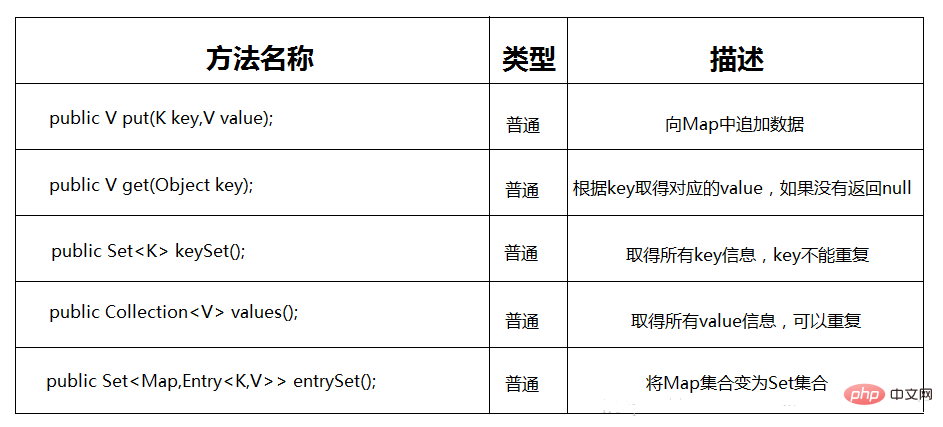 方法名称 类型 描述
public V put(K key,V value); 普通 向Map中追加数据
public V get(Object key); 普通 根据key取得对应的value，如果没有返回null
public Set<K> keySet(); 普通 取得所有key信息，key不能重复
public Collection<V> values(); 普通 取得所有value信息，可以重复
public Set<Map,Entry<K,V>> entrySet(); 普通 将Map集合变为Set集合
php 中文网